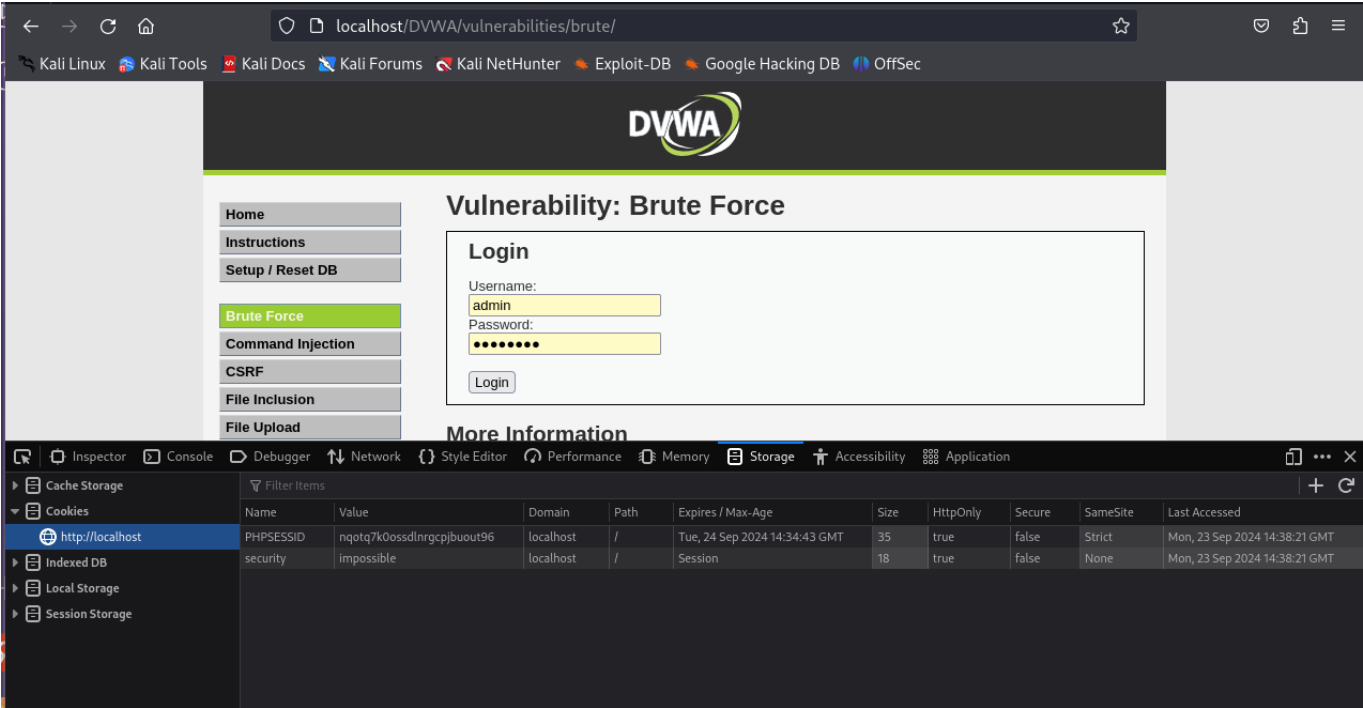 localhost/DVWA/vulnerabilities/brute/
Kali Linux Kali Tools Kali Docs Kali Forums Kali NetHunter Exploit-DB Google Hacking DB OffSec
DVWA
Home
Instructions
Setup / Reset DB
Brute Force
Command Injection
CSRF
File Inclusion
File Upload
Vulnerability: Brute Force
Login
Username:
admin
Password:
●●●●●●●●
Login
More Information
Inspector Console Debugger Network Style Editor Performance Memory Storage Accessibility Application
Cache Storage
Cookies
http://localhost
Indexed DB
Local Storage
Session Storage
Filter Items
Name Value Domain Path Expires / Max-Age Size HttpOnly Secure SameSite Last Accessed
PHPSESSID nqotq7k0ossdlnrgcpjbuout96 localhost / Tue, 24 Sep 2024 14:34:43 GMT 35 true false Strict Mon, 23 Sep 2024 14:38:21 GMT
security impossible localhost / Session 18 true false None Mon, 23 Sep 2024 14:38:21 GMT